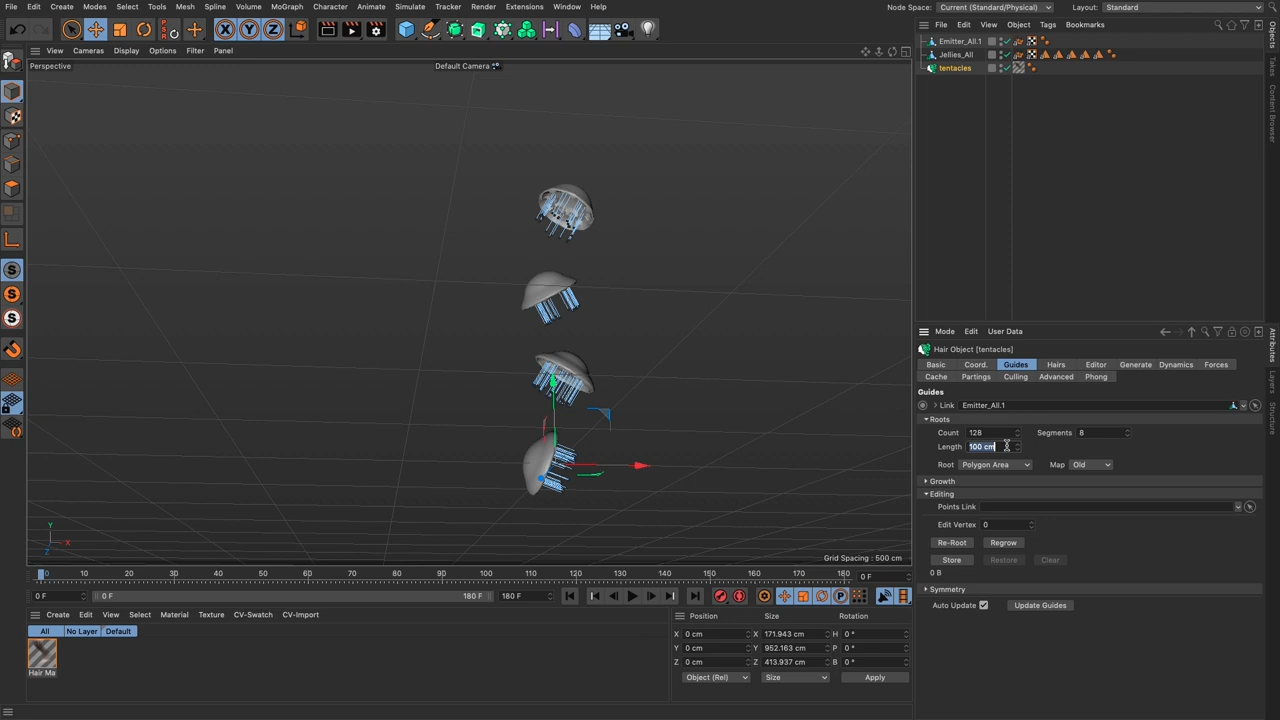 File Edit Create Modes Select Tools Mesh Spline Volume MoGraph Character Animate Simulate Tracker Render Extensions Window Help Node Space: Current (Standard/Physical) Layout: Standard
X Y Z File Edit View Object Tags Bookmarks
Emitter_All.1
View Cameras Display Options Filter Panel
Jellies_All
Perspective Default Camera
tentacles
Objects
Takes
Content Browser
Attributes
Layers
Structure
Mode Edit User Data
Hair Object [tentacles]
Basic Coord. Guides Hairs Editor Generate Dynamics Forces
Cache Partings Culling Advanced Phong
Guides
Link Emitter_All.1
Roots
Count 128 Segments 8
Length 100 cm
Root Polygon Area Map Old
Growth
Editing
Points Link
Edit Vertex 0
Re-Root Regrow
Store Restore Clear
0 B
Symmetry
Auto Update Update Guides
S
S
S
P
Y
X
Z
Grid Spacing : 500 cm
0 10 20 30 40 50 60 70 80 90 100 110 120 130 140 150 160 170 180 0 F
0 F 0 F 180 F 180 F P
Create Edit View Select Material Texture CV-Swatch CV-Import
All No Layer Default
Hair Ma
Position Size Rotation
X 0 cm X 171.943 cm H 0 °
Y 0 cm Y 952.163 cm P 0 °
Z 0 cm Z 413.937 cm B 0 °
Object (Rel) Size Apply